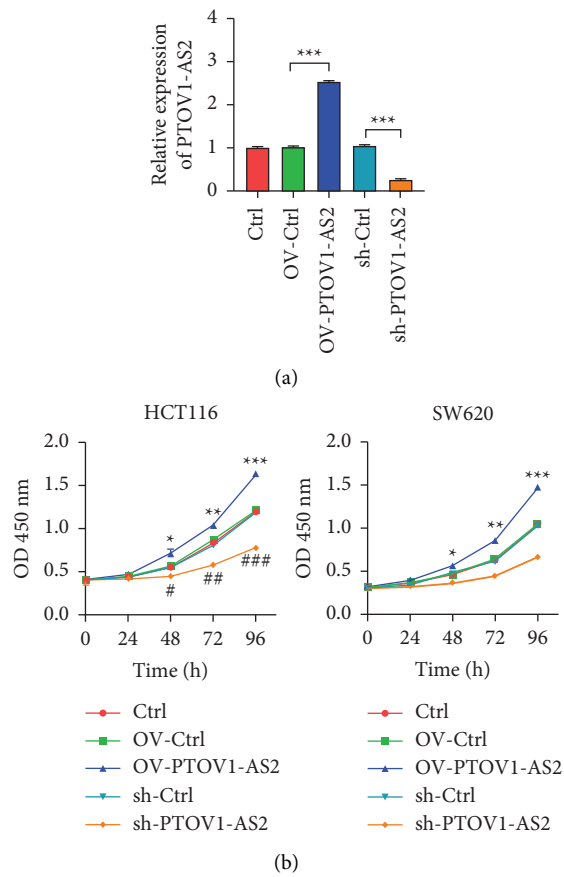 Relative expression
of PTOV1-AS2
4
3
2
1
0
***
***
Ctrl
OV-Ctrl
OV-PTOV1-AS2
sh-Ctrl
sh-PTOV1-AS2
(a)
HCT116
OD 450 nm
2.0
1.5
1.0
0.5
0.0
*
**
***
#
##
###
0 24 48 72 96
Time (h)
Ctrl
OV-Ctrl
OV-PTOV1-AS2
sh-Ctrl
sh-PTOV1-AS2
SW620
OD 450 nm
2.0
1.5
1.0
0.5
0.0
*
**
***
0 24 48 72 96
Time (h)
Ctrl
OV-Ctrl
OV-PTOV1-AS2
sh-Ctrl
sh-PTOV1-AS2
(b)